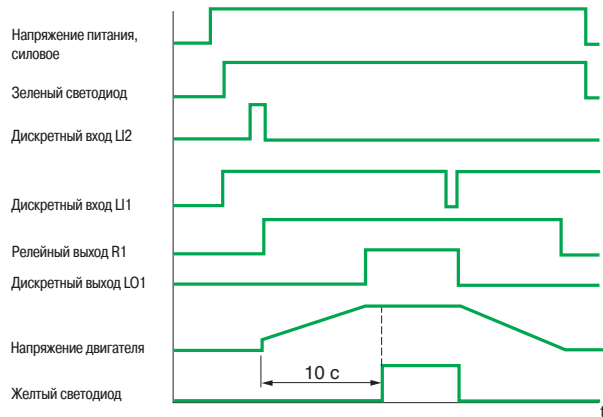 Напряжение питания,
силовое
Зеленый светодиод
Дискретный вход LI2
Дискретный вход LI1
Релейный выход R1
Дискретный выход LO1
Напряжение двигателя
10 с
Желтый светодиод
t